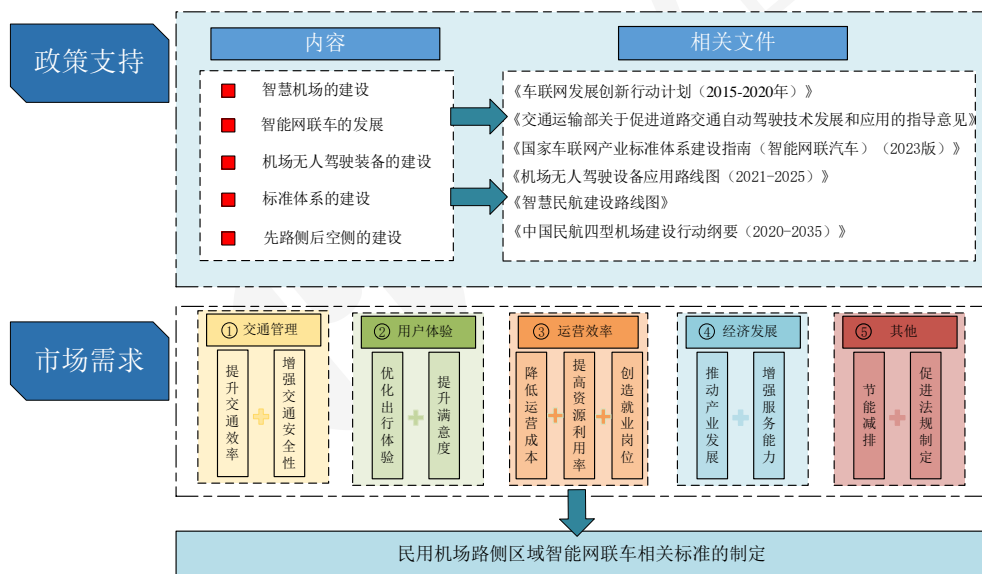 政策支持
内容
智慧机场的建设
智能网联车的发展
机场无人驾驶装备的建设
标准体系的建设
先路侧后空侧的建设
相关文件
《车联网发展创新行动计划（2015-2020年）》
《交通运输部关于促进道路交通自动驾驶技术发展和应用的指导意见》
《国家车联网产业标准体系建设指南（智能网联汽车）（2023版）》
《机场无人驾驶设备应用路线图（2021-2025）》
《智慧民航建设路线图》
《中国民航四型机场建设行动纲要（2020-2035）》
市场需求
① 交通管理
提升交通效率
增强交通安全性
② 用户体验
优化出行体验
提升满意度
③ 运营效率
降低运营成本
提高资源利用率
创造就业岗位
④ 经济发展
推动产业发展
增强服务能力
⑤ 其他
节能减排
促进法规制定
民用机场路侧区域智能网联车相关标准的制定